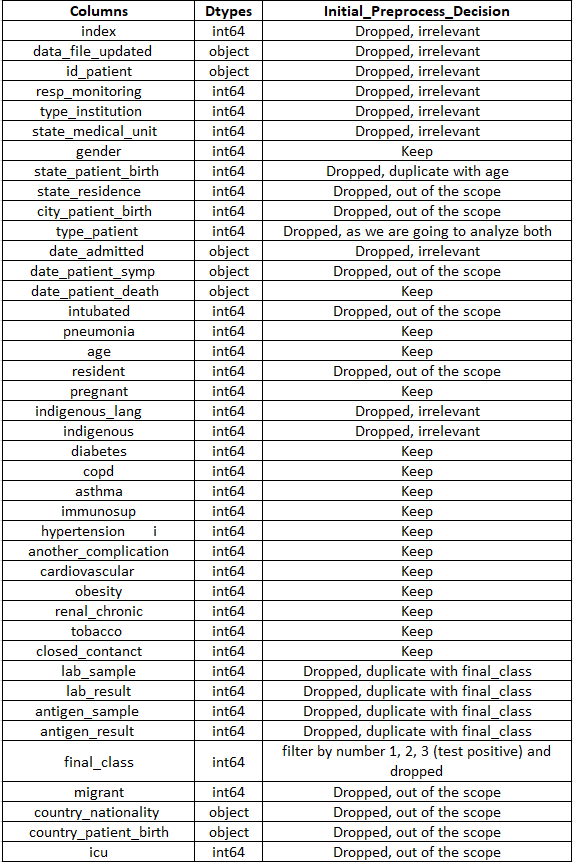 Columns Dtypes Initial_Preprocess_Decision
index int64 Dropped, irrelevant
data_file_updated object Dropped, irrelevant
id_patient object Dropped, irrelevant
resp_monitoring int64 Dropped, irrelevant
type_institution int64 Dropped, irrelevant
state_medical_unit int64 Dropped, irrelevant
gender int64 Keep
state_patient_birth int64 Dropped, duplicate with age
state_residence int64 Dropped, out of the scope
city_patient_birth int64 Dropped, out of the scope
type_patient int64 Dropped, as we are going to analyze both
date_admitted object Dropped, irrelevant
date_patient_symp object Dropped, out of the scope
date_patient_death object Keep
intubated int64 Dropped, out of the scope
pneumonia int64 Keep
age int64 Keep
resident int64 Dropped, out of the scope
pregnant int64 Keep
indigenous_lang int64 Dropped, irrelevant
indigenous int64 Dropped, irrelevant
diabetes int64 Keep
copd int64 Keep
asthma int64 Keep
immunosup int64 Keep
hypertension i int64 Keep
another_complication int64 Keep
cardiovascular int64 Keep
obesity int64 Keep
renal_chronic int64 Keep
tobacco int64 Keep
closed_contanct int64 Keep
lab_sample int64 Dropped, duplicate with final_class
lab_result int64 Dropped, duplicate with final_class
antigen_sample int64 Dropped, duplicate with final_class
antigen_result int64 Dropped, duplicate with final_class
final_class int64 filter by number 1, 2, 3 (test positive) and
dropped
migrant int64 Dropped, out of the scope
country_nationality object Dropped, out of the scope
country_patient_birth object Dropped, out of the scope
icu int64 Dropped, out of the scope